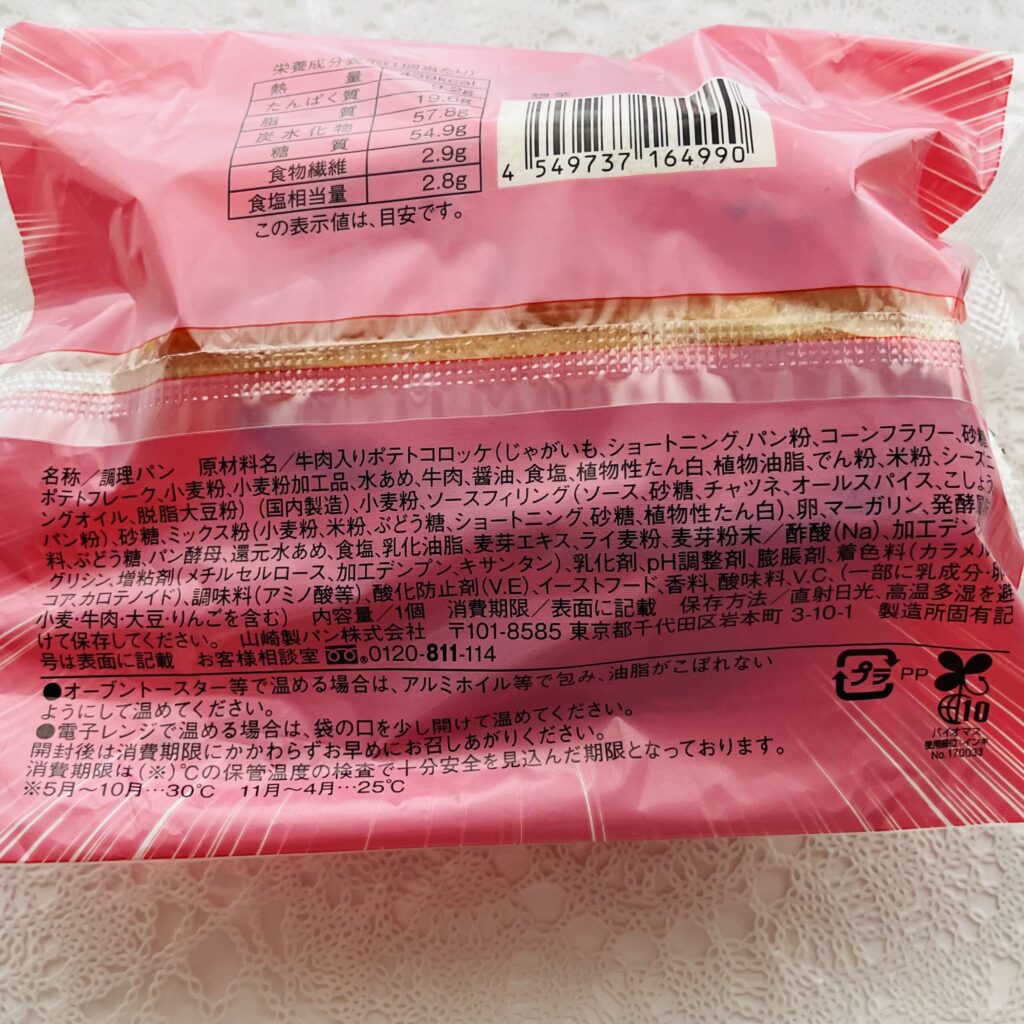 栄養成分表示(1個当たり)
熱量 439kcal
たんぱく質 9.2g
脂質 19.6g
炭水化物 57.8g
糖質 54.9g
食物繊維 2.9g
食塩相当量 2.8g
この表示値は、目安です。
惣菜
4 549737 164990
名称/調理パン 原材料名/牛肉入りポテトコロッケ(じゃがいも、ショートニング、パン粉、コーンフラワー、砂糖、
ポテトフレーク、小麦粉、小麦粉加工品、水あめ、牛肉、醤油、食塩、植物性たん白、植物油脂、でん粉、米粉、シーズニ
ングオイル、脱脂大豆粉)(国内製造)、小麦粉、ソースフィリング(ソース、砂糖、チャツネ、オールスパイス、こしょう、
パン粉)、砂糖、ミックス粉(小麦粉、米粉、ぶどう糖、ショートニング、砂糖、植物性たん白)、卵、マーガリン、発酵
料、ぶどう糖、パン酵母、還元水あめ、食塩、乳化油脂、麦芽エキス、ライ麦粉、麦芽粉末/酢酸(Na)、加工デンプン、
グリシン、増粘剤(メチルセルロース、加工デンプン、キサンタン)、乳化剤、pH調整剤、膨脹剤、着色料(カラメル、
コア、カロテノイド)、調味料(アミノ酸等)、酸化防止剤(V.E)、イーストフード、香料、酸味料、V.C、(一部に乳成分・卵・
小麦・牛肉・大豆・りんごを含む) 内容量/1個 消費期限/表面に記載 保存方法/直射日光、高温多湿を避
けて保存してください。 山崎製パン株式会社 〒101-8585 東京都千代田区岩本町 3-10-1 製造所固有記
号は表面に記載 お客様相談室 0120-811-114
●オーブントースター等で温める場合は、アルミホイル等で包み、油脂がこぼれない
ようにして温めてください。
●電子レンジで温める場合は、袋の口を少し開けて温めてください。
開封後は消費期限にかかわらずお早めにお召しあがりください。
消費期限は(※)℃の保管温度の検査で十分安全を見込んだ期限となっております。
※5月〜10月…30℃ 11月〜4月…25℃
プラ PP
10
バイオマス
使用部位:インキ
No.170033